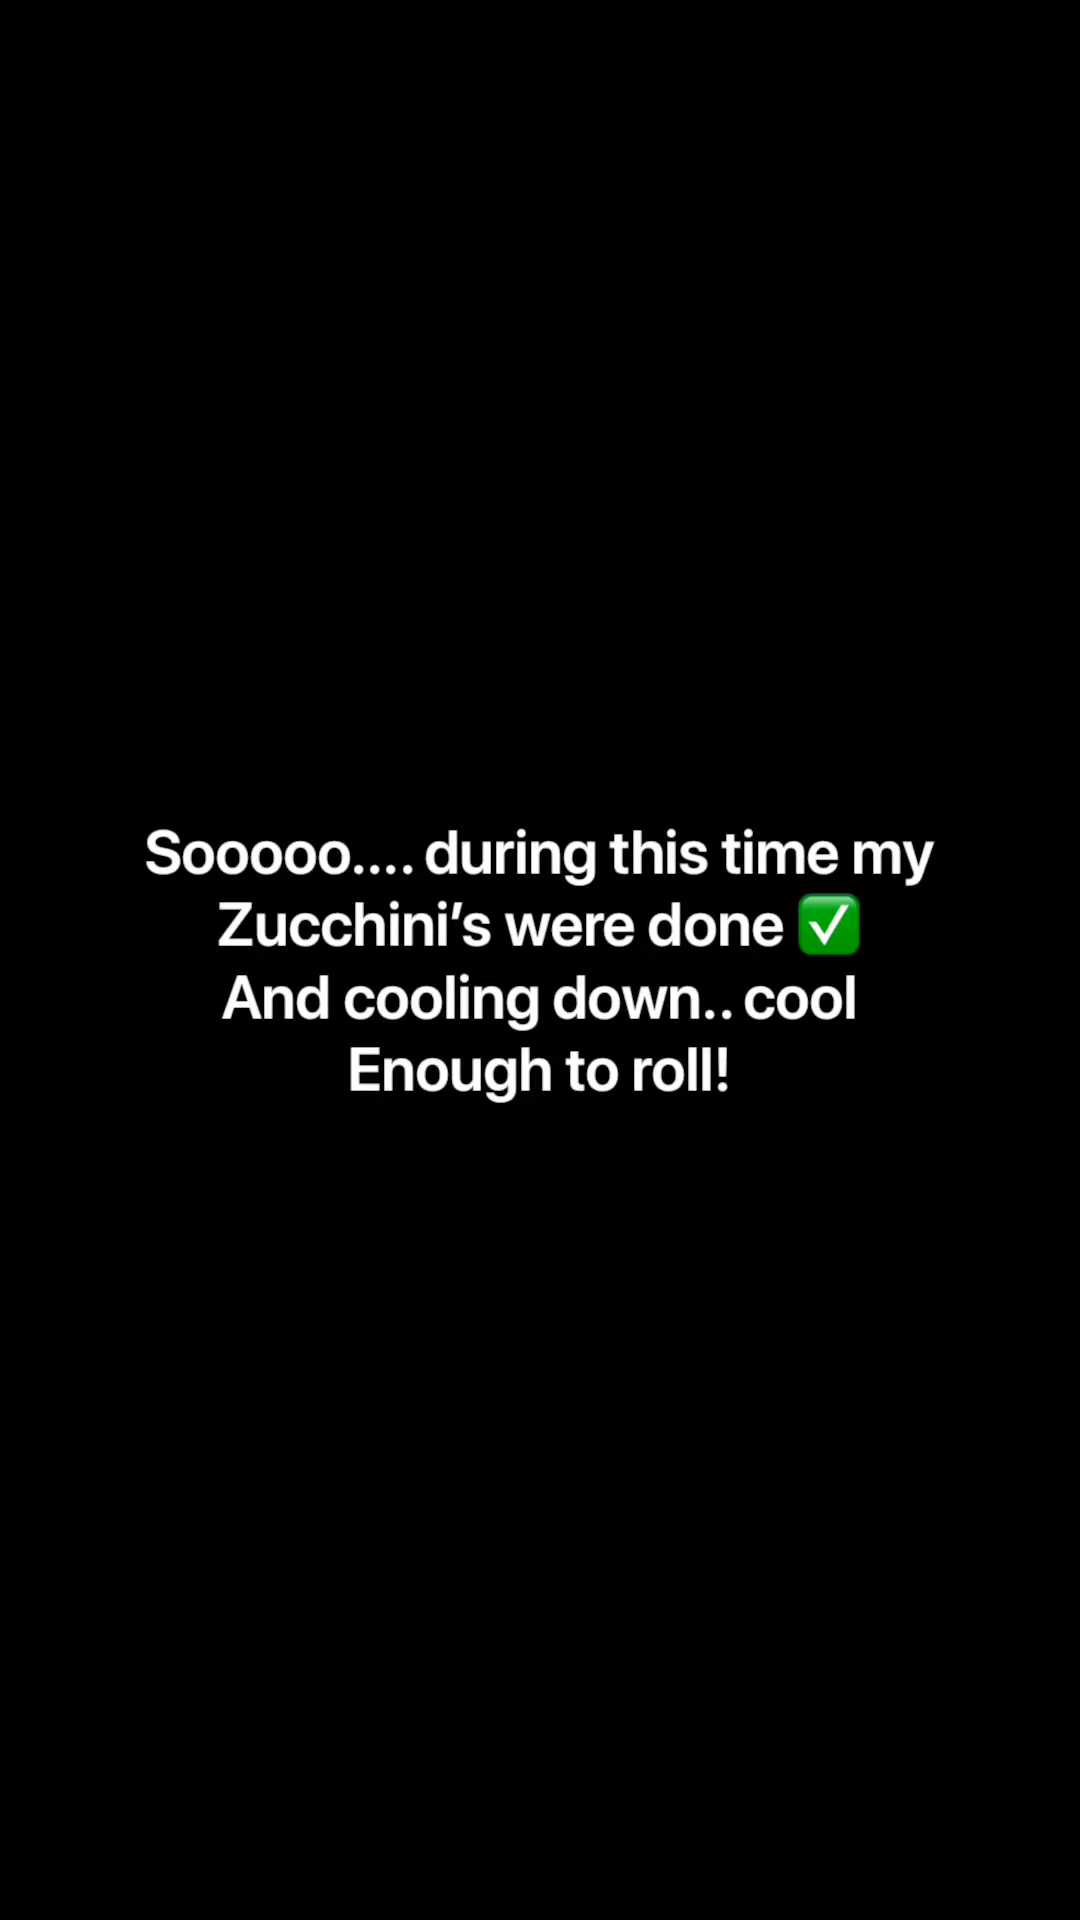 Sooooo.... during this time my
Zucchini’s were done ✅
And cooling down.. cool
Enough to roll!